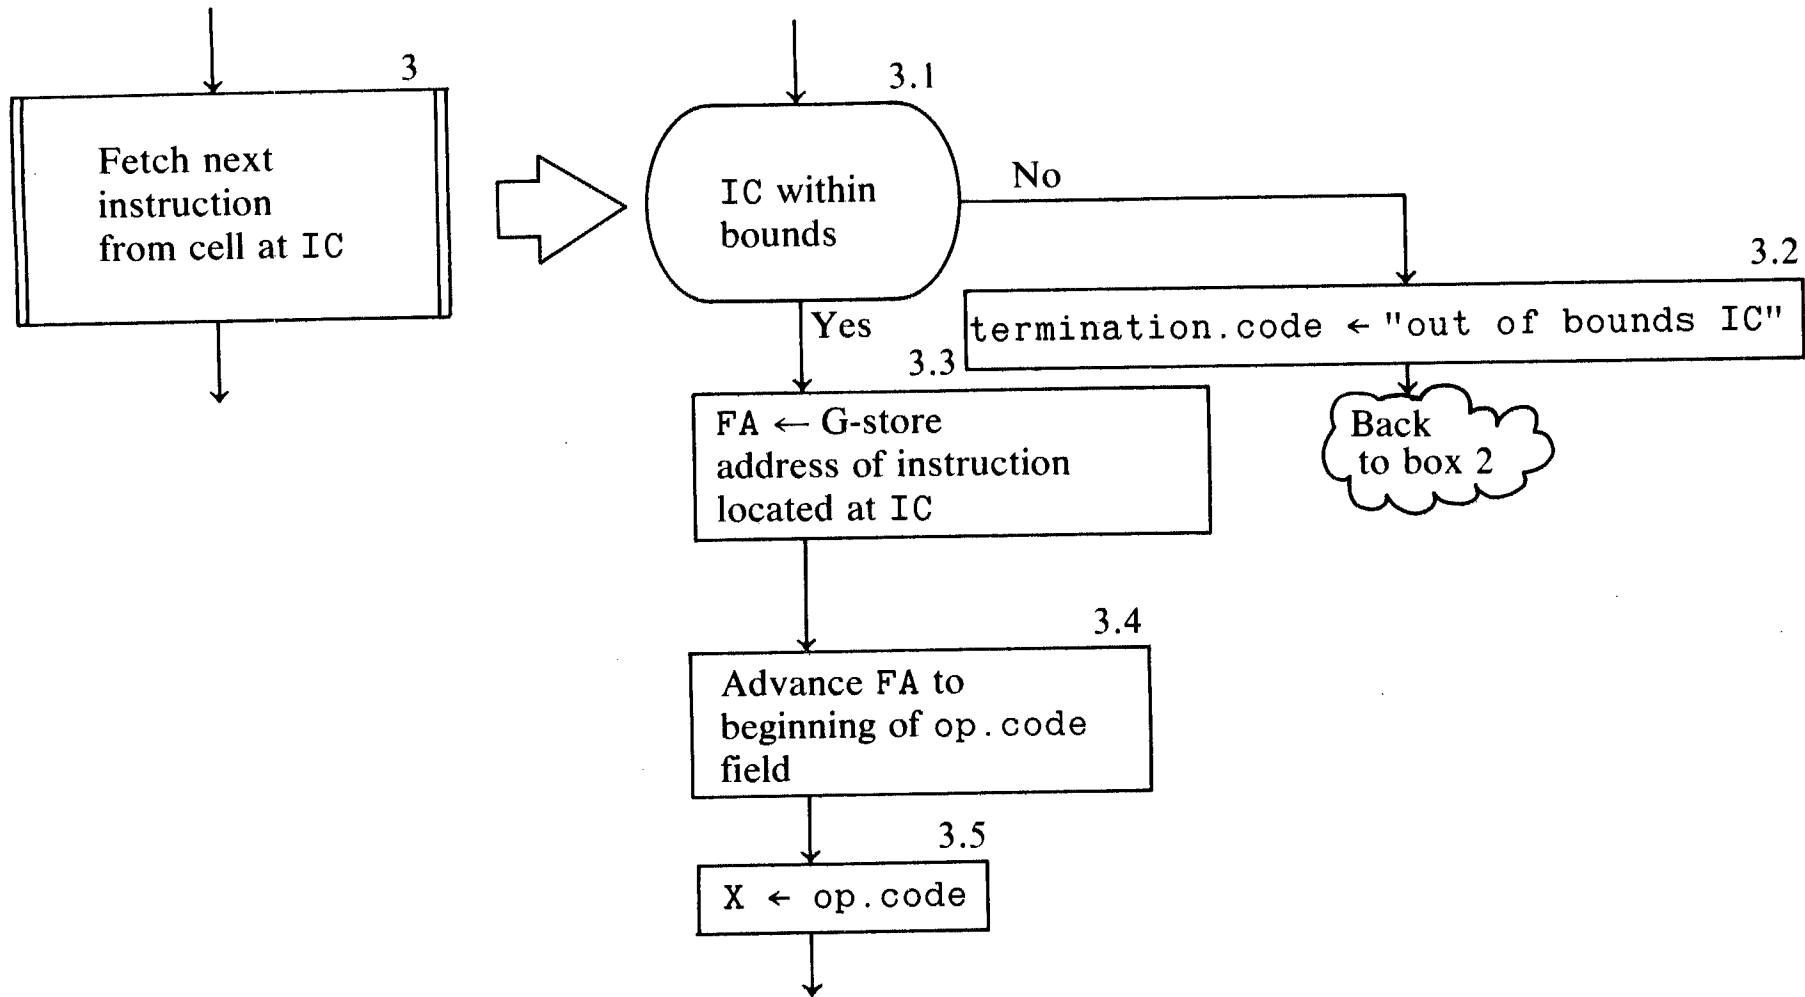 3
Fetch next
instruction
from cell at IC
3.1
IC within
bounds
No
Yes
3.2
termination.code ← "out of bounds IC"
Back
to box 2
3.3
FA ← G-store
address of instruction
located at IC
3.4
Advance FA to
beginning of op.code
field
3.5
X ← op.code